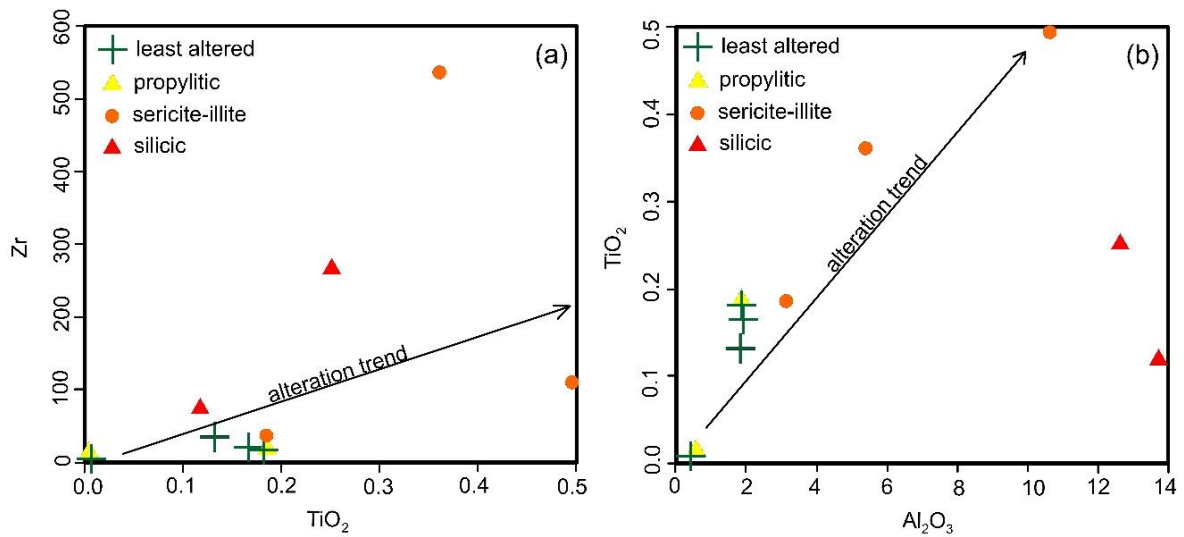 600
500
400
300
200
100
0
Zr
least altered
propylitic
sericite-illite
silicic
(a)
alteration trend
0.0 0.1 0.2 0.3 0.4 0.5
TiO₂
0.5
0.4
0.3
0.2
0.1
0.0
TiO₂
least altered
propylitic
sericite-illite
silicic
(b)
alteration trend
0 2 4 6 8 10 12 14
Al₂O₃